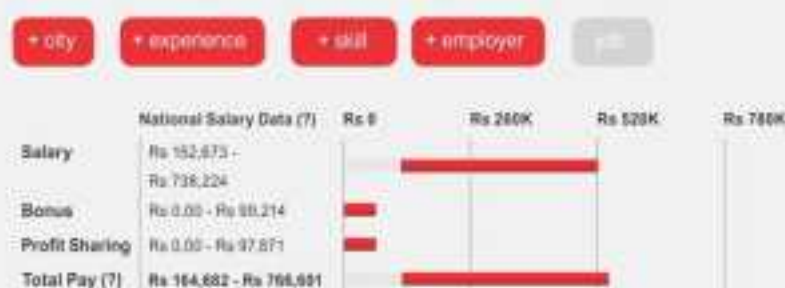 + city + experience + skill + employer
National Salary Data (?) Rs 0 Rs 260K Rs 520K Rs 780K
Salary Rs 152,673 -
Rs 738,224
Bonus Rs 0.00 - Rs
Profit Sharing Rs 0.00 - Rs 97,871
Total Pay (?) Rs 164,682 - Rs 766,601